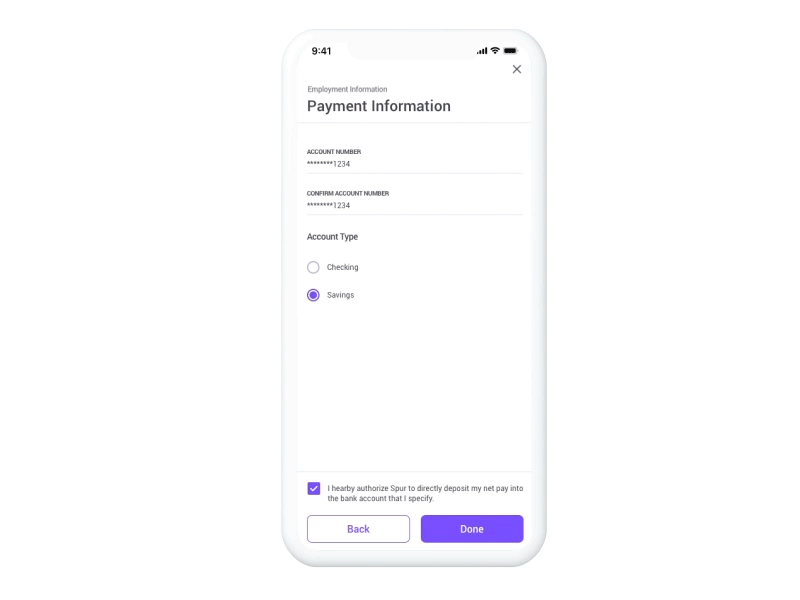 9:41
Employment Information
Payment Information
ACCOUNT NUMBER
********1234
CONFIRM ACCOUNT NUMBER
********1234
Account Type
Checking
Savings
I hearby authorize Spur to directly deposit my net pay into
the bank account that I specify.
Back
Done